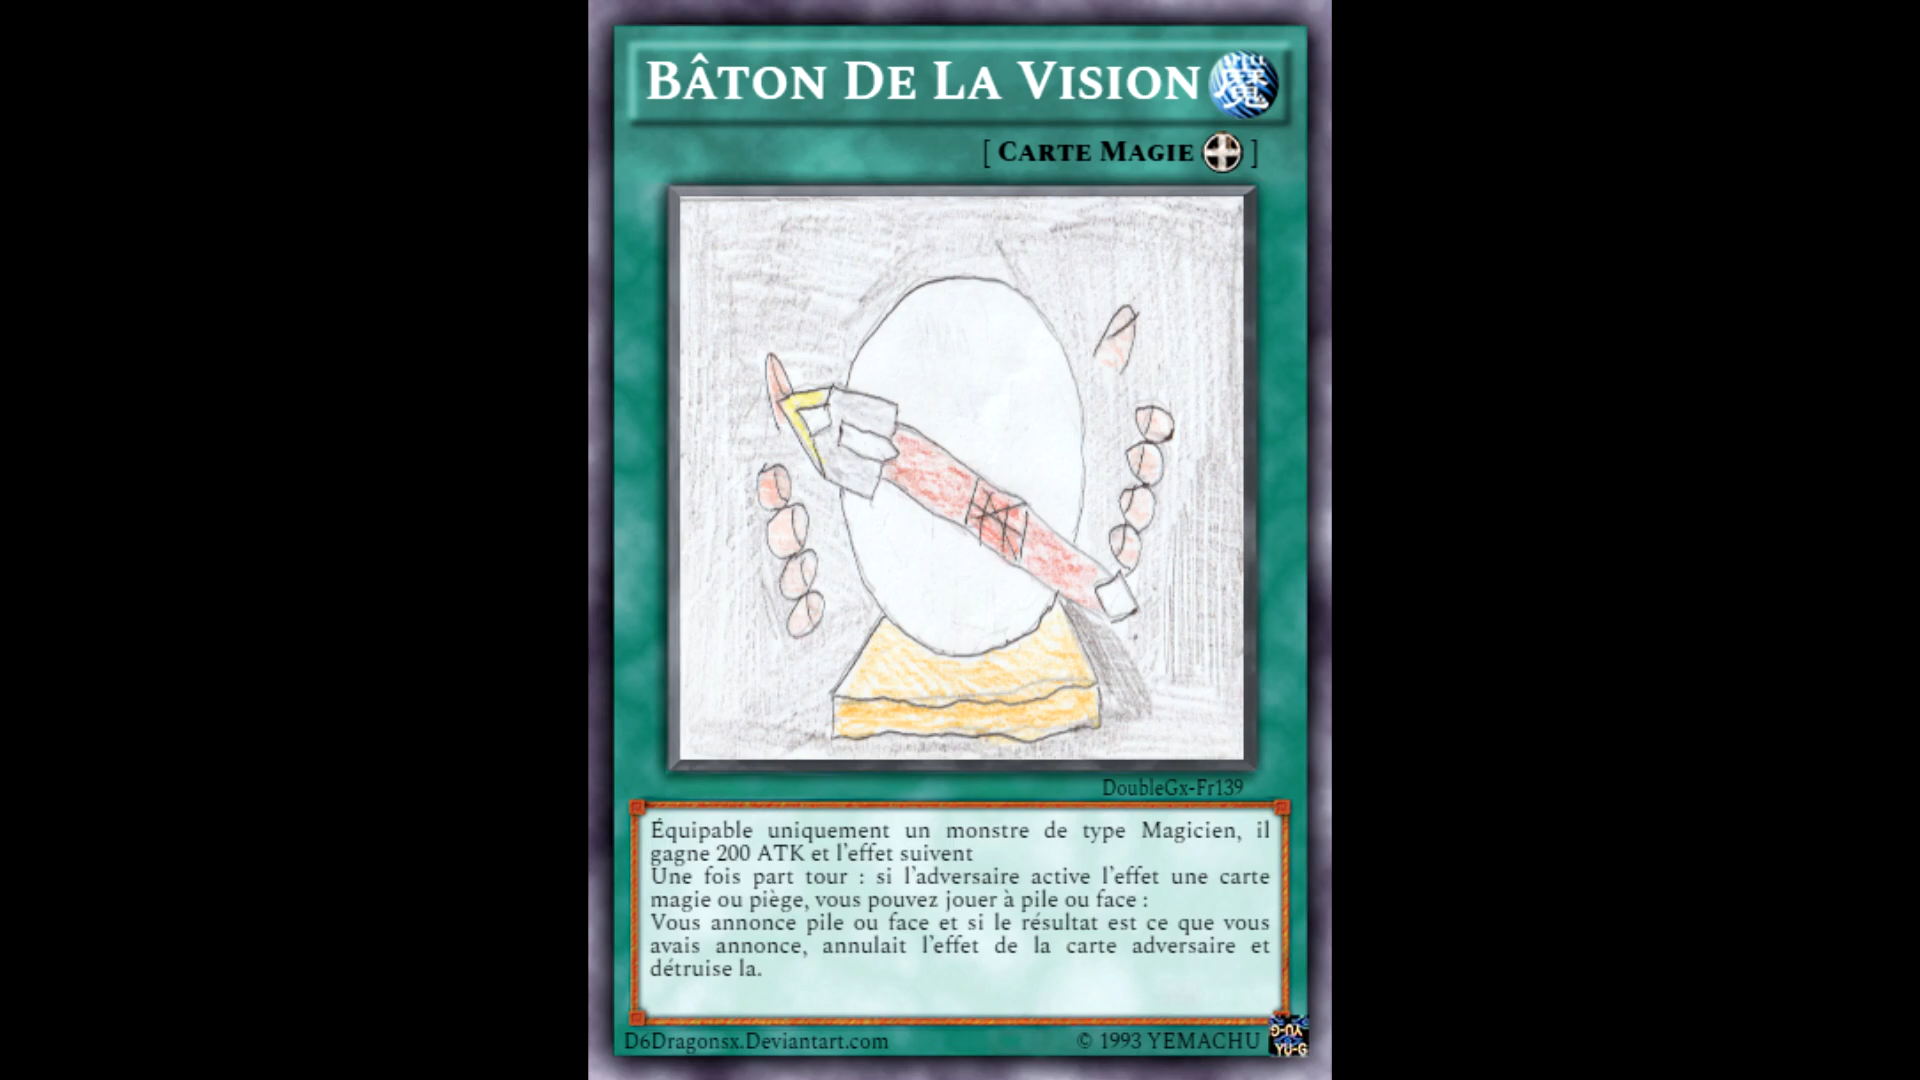 BÂTON DE LA VISION 魔
[ CARTE MAGIE ]
DoubleGx-Fr139
Équipable uniquement un monstre de type Magicien, il
gagne 200 ATK et l'effet suivent
Une fois part tour : si l'adversaire active l'effet une carte
magie ou piège, vous pouvez jouer à pile ou face :
Vous annonce pile ou face et si le résultat est ce que vous
avais annonce, annulait l'effet de la carte adversaire et
détruise la.
D6Dragonsx.Deviantart.com
© 1993 YEMACHU